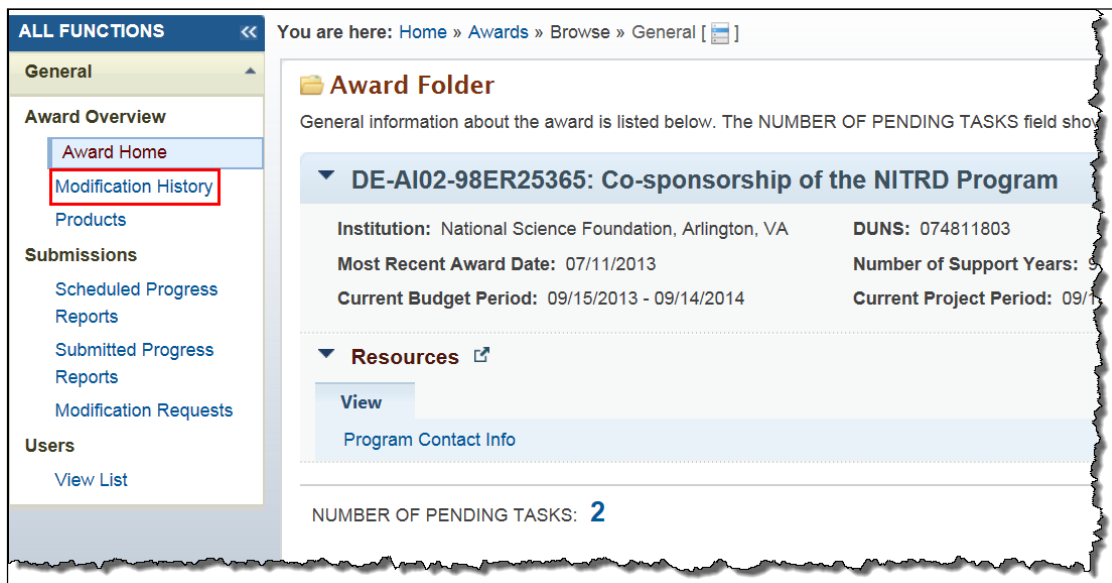 ALL FUNCTIONS «
General
Award Overview
Award Home
Modification History
Products
Submissions
Scheduled Progress
Reports
Submitted Progress
Reports
Modification Requests
Users
View List
You are here: Home » Awards » Browse » General [ ]
Award Folder
General information about the award is listed below. The NUMBER OF PENDING TASKS field
DE-AI02-98ER25365: Co-sponsorship of the NITRD Program
Institution: National Science Foundation, Arlington, VA DUNS: 074811803
Most Recent Award Date: 07/11/2013 Number of Support Years:
Current Budget Period: 09/15/2013 - 09/14/2014 Current Project Period:
Resources
View
Program Contact Info
NUMBER OF PENDING TASKS: 2